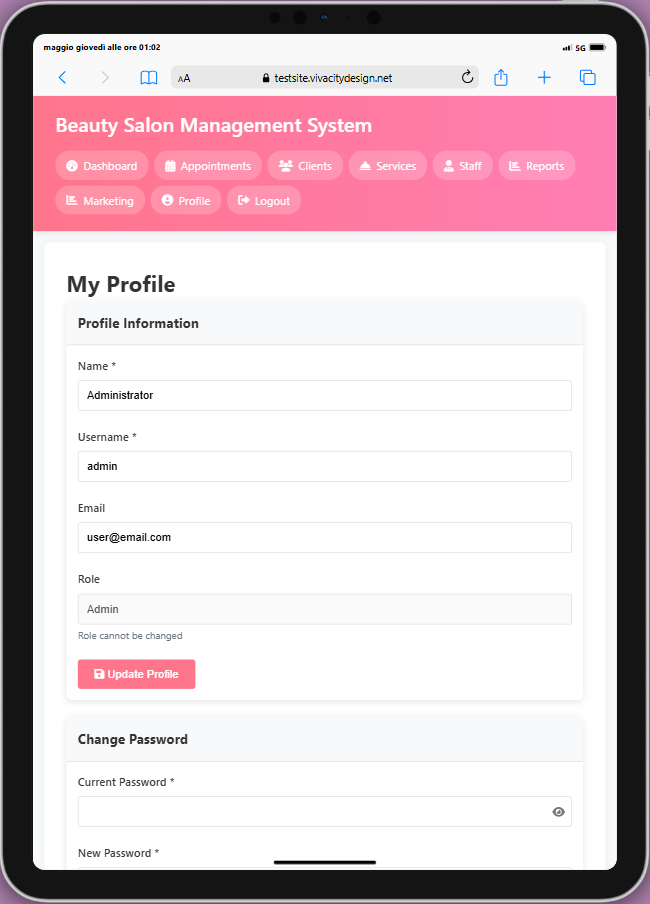 maggio giovedì alle ore 01:02
5G
AA
testsite.vivacitydesign.net
Beauty Salon Management System
Dashboard
Appointments
Clients
Services
Staff
Reports
Marketing
Profile
Logout
My Profile
Profile Information
Name *
Administrator
Username *
admin
Email
user@email.com
Role
Admin
Role cannot be changed
Update Profile
Change Password
Current Password *
New Password *